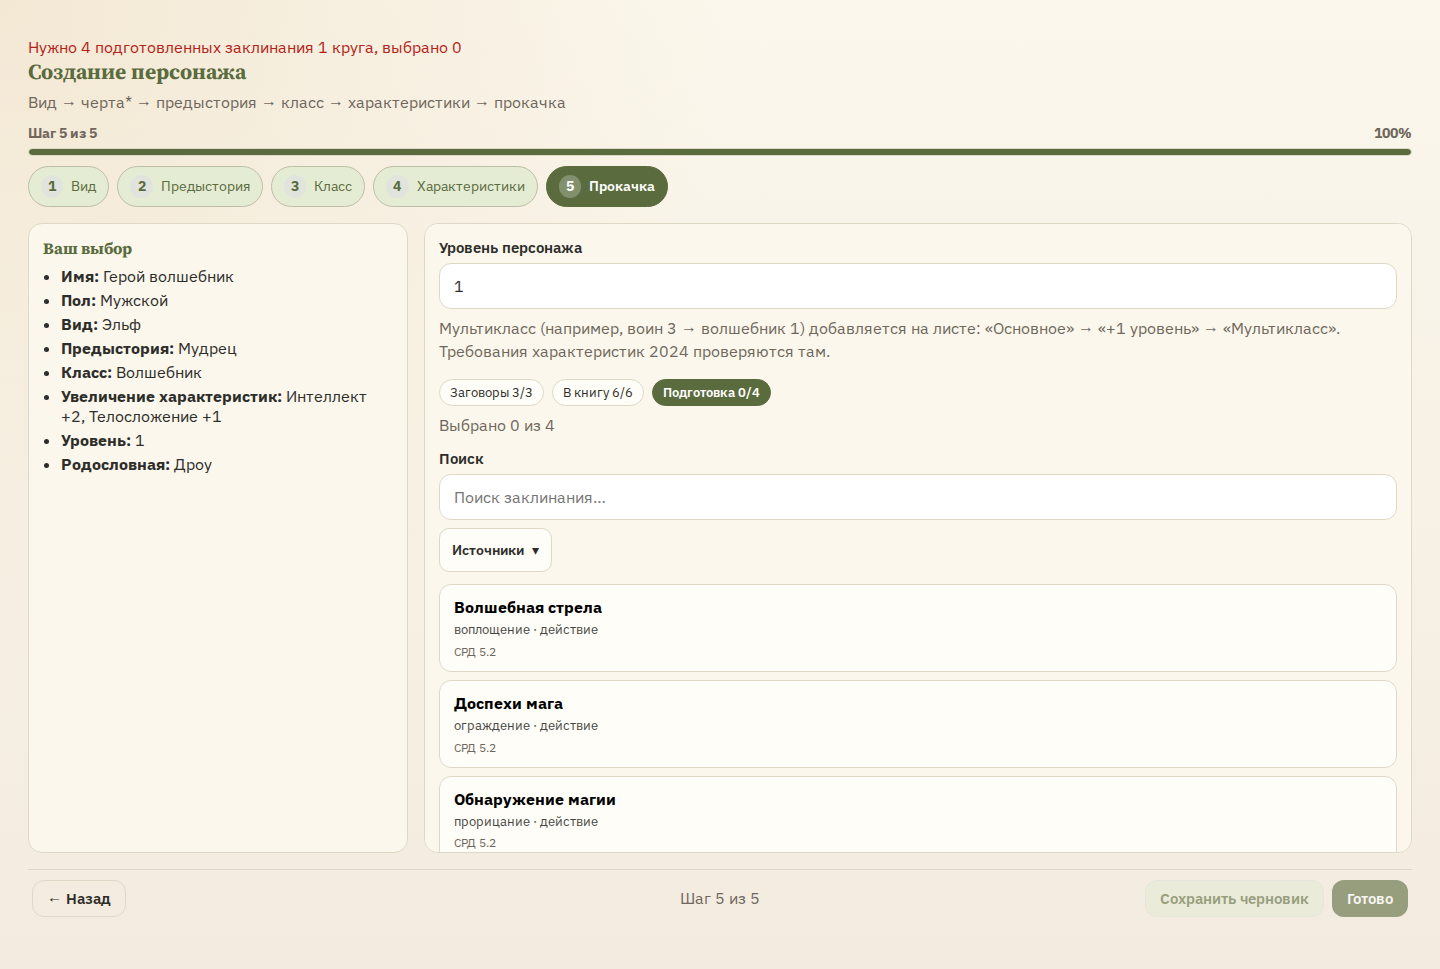 Нужно 4 подготовленных заклинания 1 круга, выбрано 0
Создание персонажа
Вид → черта* → предыстория → класс → характеристики → прокачка
Шаг 5 из 5
100%
1 Вид
2 Предыстория
3 Класс
4 Характеристики
5 Прокачка
Ваш выбор
Имя: Герой волшебник
Пол: Мужской
Вид: Эльф
Предыстория: Мудрец
Класс: Волшебник
Увеличение характеристик: Интеллект
+2, Телосложение +1
Уровень: 1
Родословная: Дроу
Уровень персонажа
1
Мультикласс (например, воин 3 → волшебник 1) добавляется на листе: «Основное» → «+1 уровень» → «Мультикласс».
Требования характеристик 2024 проверяются там.
Заговоры 3/3
В книгу 6/6
Подготовка 0/4
Выбрано 0 из 4
Поиск
Поиск заклинания...
Источники ▾
Волшебная стрела
воплощение · действие
СРД 5.2
Доспехи мага
ограждение · действие
СРД 5.2
Обнаружение магии
прорицание · действие
СРД 5.2
← Назад
Шаг 5 из 5
Сохранить черновик
Готово